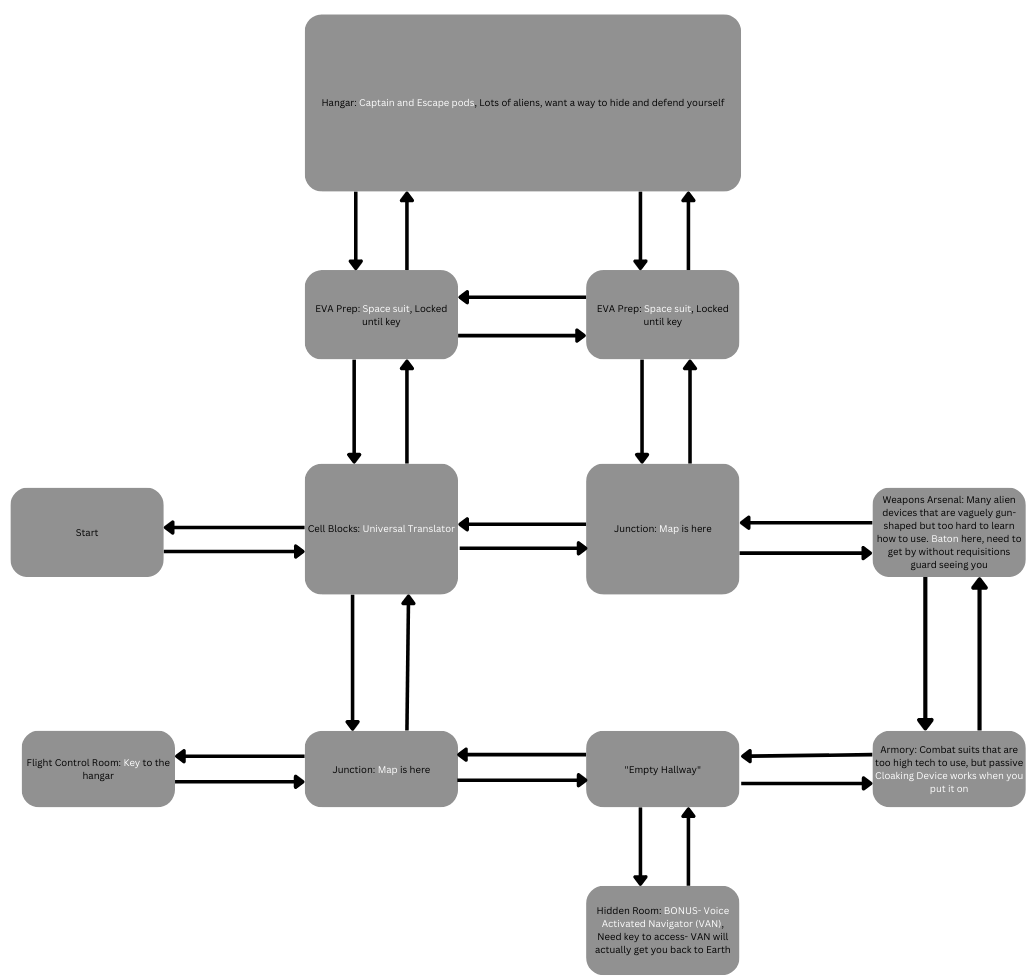 Hangar: Captain and Escape pods, Lots of aliens, want a way to hide and defend yourself
EVA Prep: Space suit, Locked
until key
EVA Prep: Space suit, Locked
until key
Start
Cell Blocks: Universal Translator
Junction: Map is here
Weapons Arsenal: Many alien
devices that are vaguely gun-
shaped but too hard to learn
how to use. Baton here, need to
get by without requisitions
guard seeing you
Flight Control Room: Key to the
hangar
Junction: Map is here
"Empty Hallway"
Armory: Combat suits that are
too high tech to use, but passive
Cloaking Device works when you
put it on
Hidden Room: BONUS- Voice
Activated Navigator (VAN),
Need key to access- VAN will
actually get you back to Earth